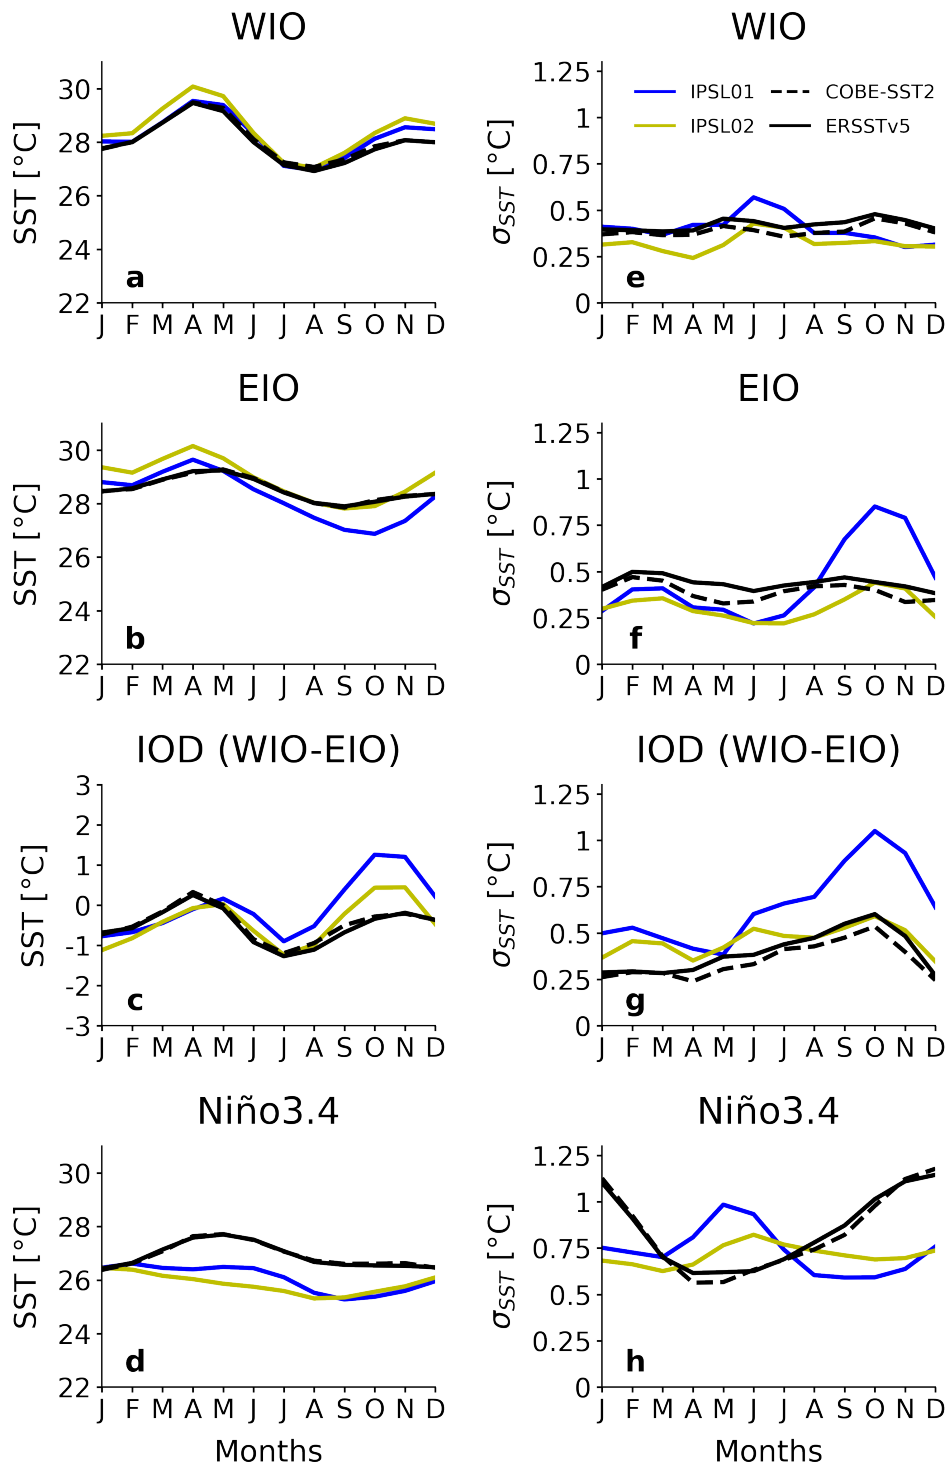 WIO
SST [°C]
30
28
26
24
22
a
J F M A M J J A S O N D
WIO
σSST [°C]
1.25
1
0.75
0.5
0.25
0
IPSL01
IPSL02
COBE-SST2
ERSSTv5
e
J F M A M J J A S O N D
EIO
SST [°C]
30
28
26
24
22
b
J F M A M J J A S O N D
EIO
σSST [°C]
1.25
1
0.75
0.5
0.25
0
f
J F M A M J J A S O N D
IOD (WIO-EIO)
SST [°C]
3
2
1
0
-1
-2
-3
c
J F M A M J J A S O N D
IOD (WIO-EIO)
σSST [°C]
1.25
1
0.75
0.5
0.25
0
g
J F M A M J J A S O N D
Niño3.4
SST [°C]
30
28
26
24
22
d
J F M A M J J A S O N D
Months
Niño3.4
σSST [°C]
1.25
1
0.75
0.5
0.25
0
h
J F M A M J J A S O N D
Months